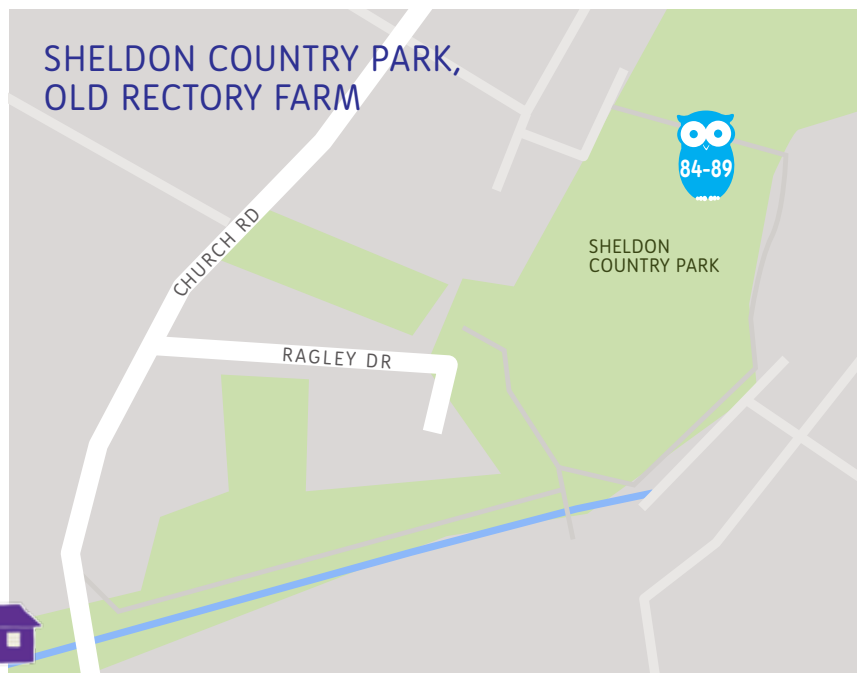 SHELDON COUNTRY PARK,
OLD RECTORY FARM
84-89
CHURCH RD
SHELDON
COUNTRY PARK
RAGLEY DR